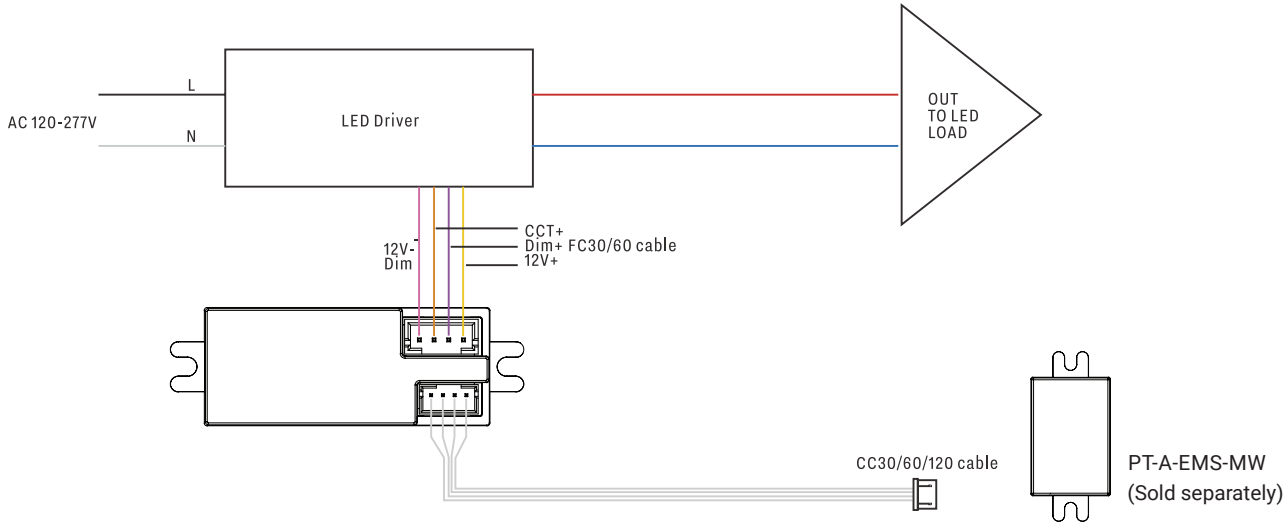 L
AC 120-277V
N
LED Driver
OUT
TO LED
LOAD
12V-
Dim
CCT+
Dim+ FC30/60 cable
12V+
CC30/60/120 cable
PT-A-EMS-MW
(Sold separately)